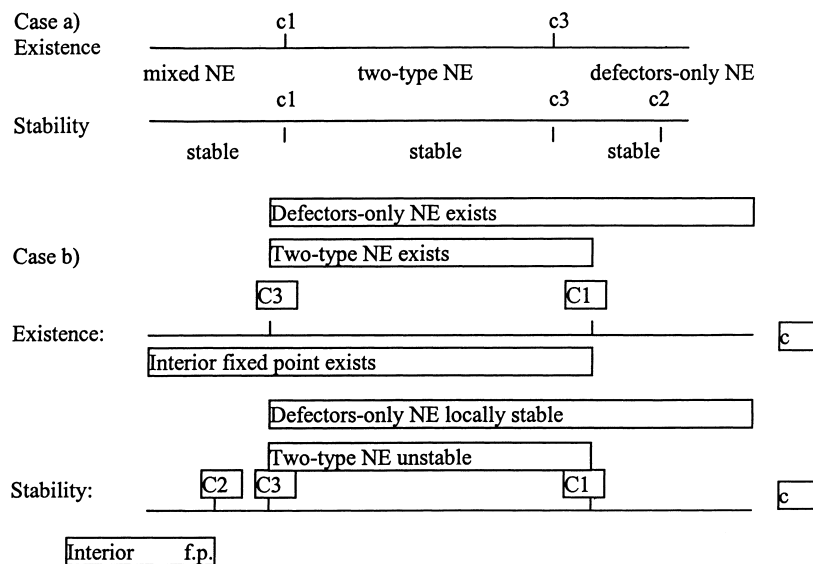 Case a) c1 c3
Existence
mixed NE two-type NE defectors-only NE
c1 c3 c2
Stability
stable stable stable
Defectors-only NE exists
Case b) Two-type NE exists
C3 C1
Existence: c
Interior fixed point exists
Defectors-only NE locally stable
Two-type NE unstable
Stability: C2 C3 C1 c
Interior f.p.